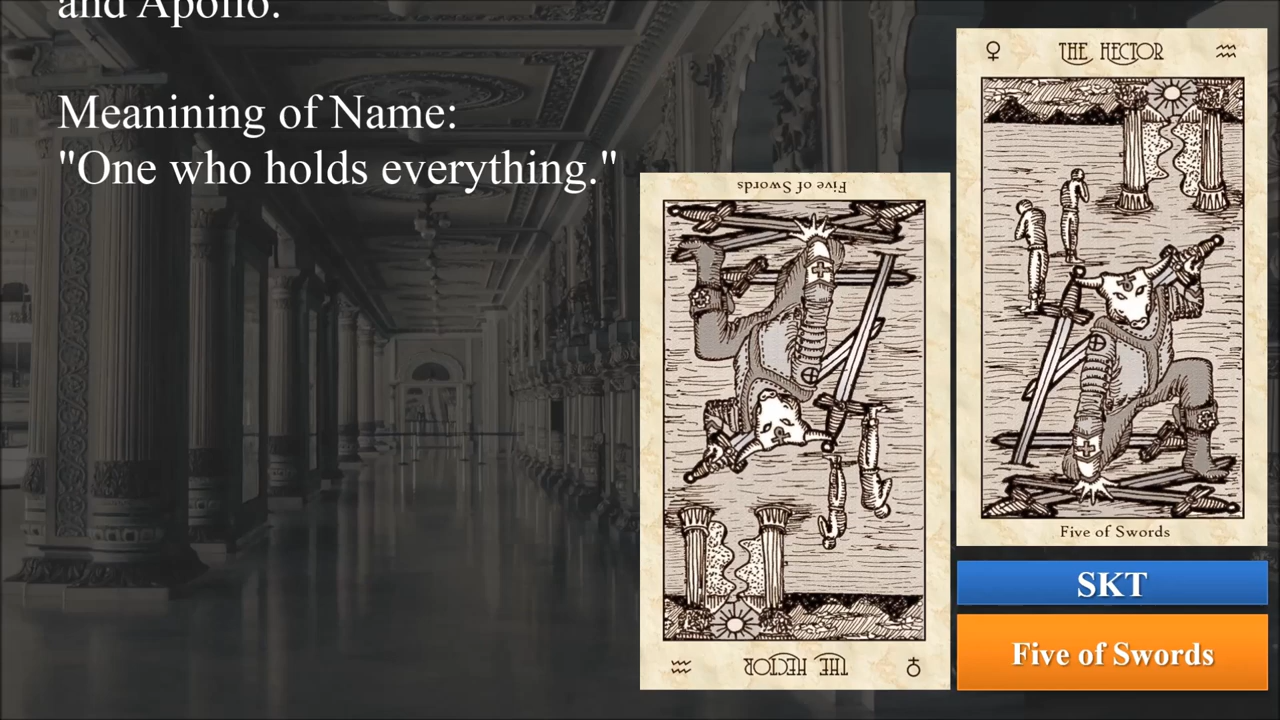 and Apollo.
Meanining of Name:
"One who holds everything."
Five of Swords
THE HECTOR
THE HECTOR
Five of Swords
SKT
Five of Swords